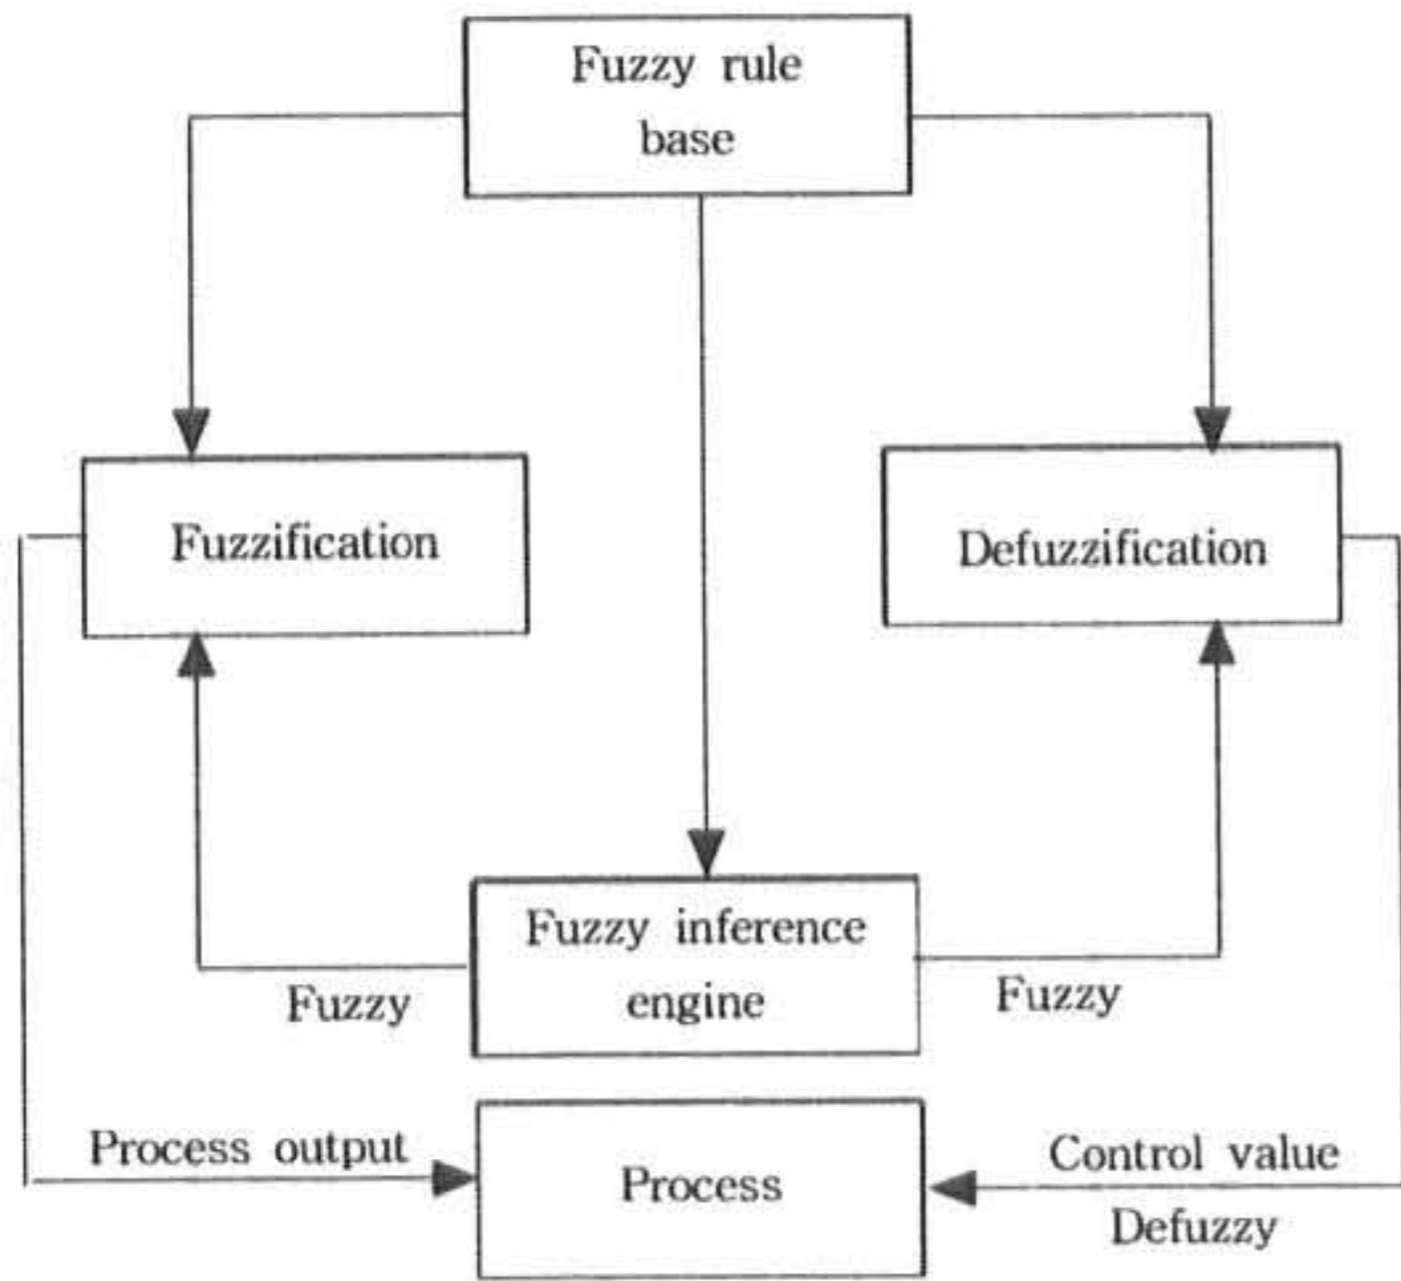 Fuzzy rule
base
Fuzzification
Defuzzification
Fuzzy inference
engine
Fuzzy
Fuzzy
Process output
Process
Control value
Defuzzy